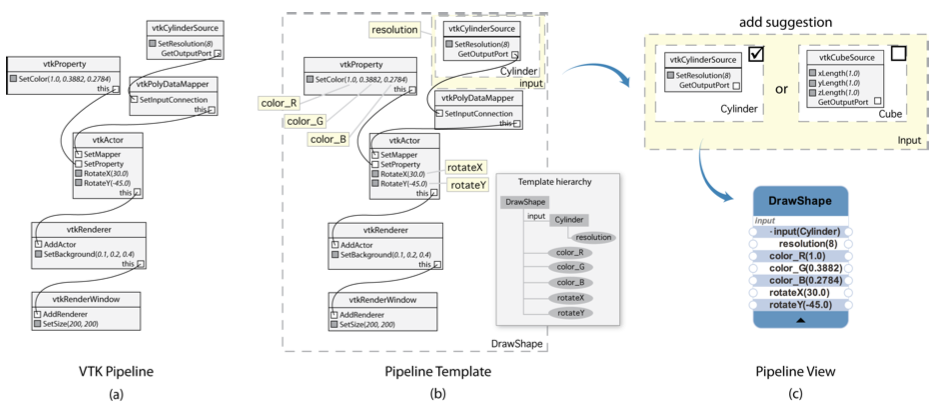 vtkCylinderSource
SetResolution(8)
GetOutputPort
vtkProperty
SetColor(1.0, 0.3882, 0.2784)
this
vtkPolyDataMapper
SetInputConnection
this
vtkActor
SetMapper
SetProperty
RotateX(30.0)
RotateY(-45.0)
this
vtkRenderer
AddActor
SetBackground(0.1, 0.2, 0.4)
this
vtkRenderWindow
AddRenderer
SetSize(200, 200)
VTK Pipeline
(a)
resolution
vtkCylinderSource
SetResolution(8)
GetOutputPort
Cylinder
input
vtkProperty
SetColor(1.0, 0.3882, 0.2784)
this
color_R
color_G
color_B
vtkPolyDataMapper
SetInputConnection
this
vtkActor
SetMapper
SetProperty
RotateX(30.0)
RotateY(-45.0)
this
rotateX
rotateY
vtkRenderer
AddActor
SetBackground(0.1, 0.2, 0.4)
this
vtkRenderWindow
AddRenderer
SetSize(200, 200)
Template hierarchy
DrawShape
input
Cylinder
resolution
color_R
color_G
color_B
rotateX
rotateY
DrawShape
Pipeline Template
(b)
add suggestion
vtkCylinderSource
SetResolution(8)
GetOutputPort
Cylinder
or
vtkCubeSource
xLength(1.0)
yLength(1.0)
zLength(1.0)
GetOutputPort
Cube
Input
DrawShape
input
-input(Cylinder)
resolution(8)
color_R(1.0)
color_G(0.3882)
color_B(0.2784)
rotateX(30.0)
rotateY(-45.0)
Pipeline View
(c)